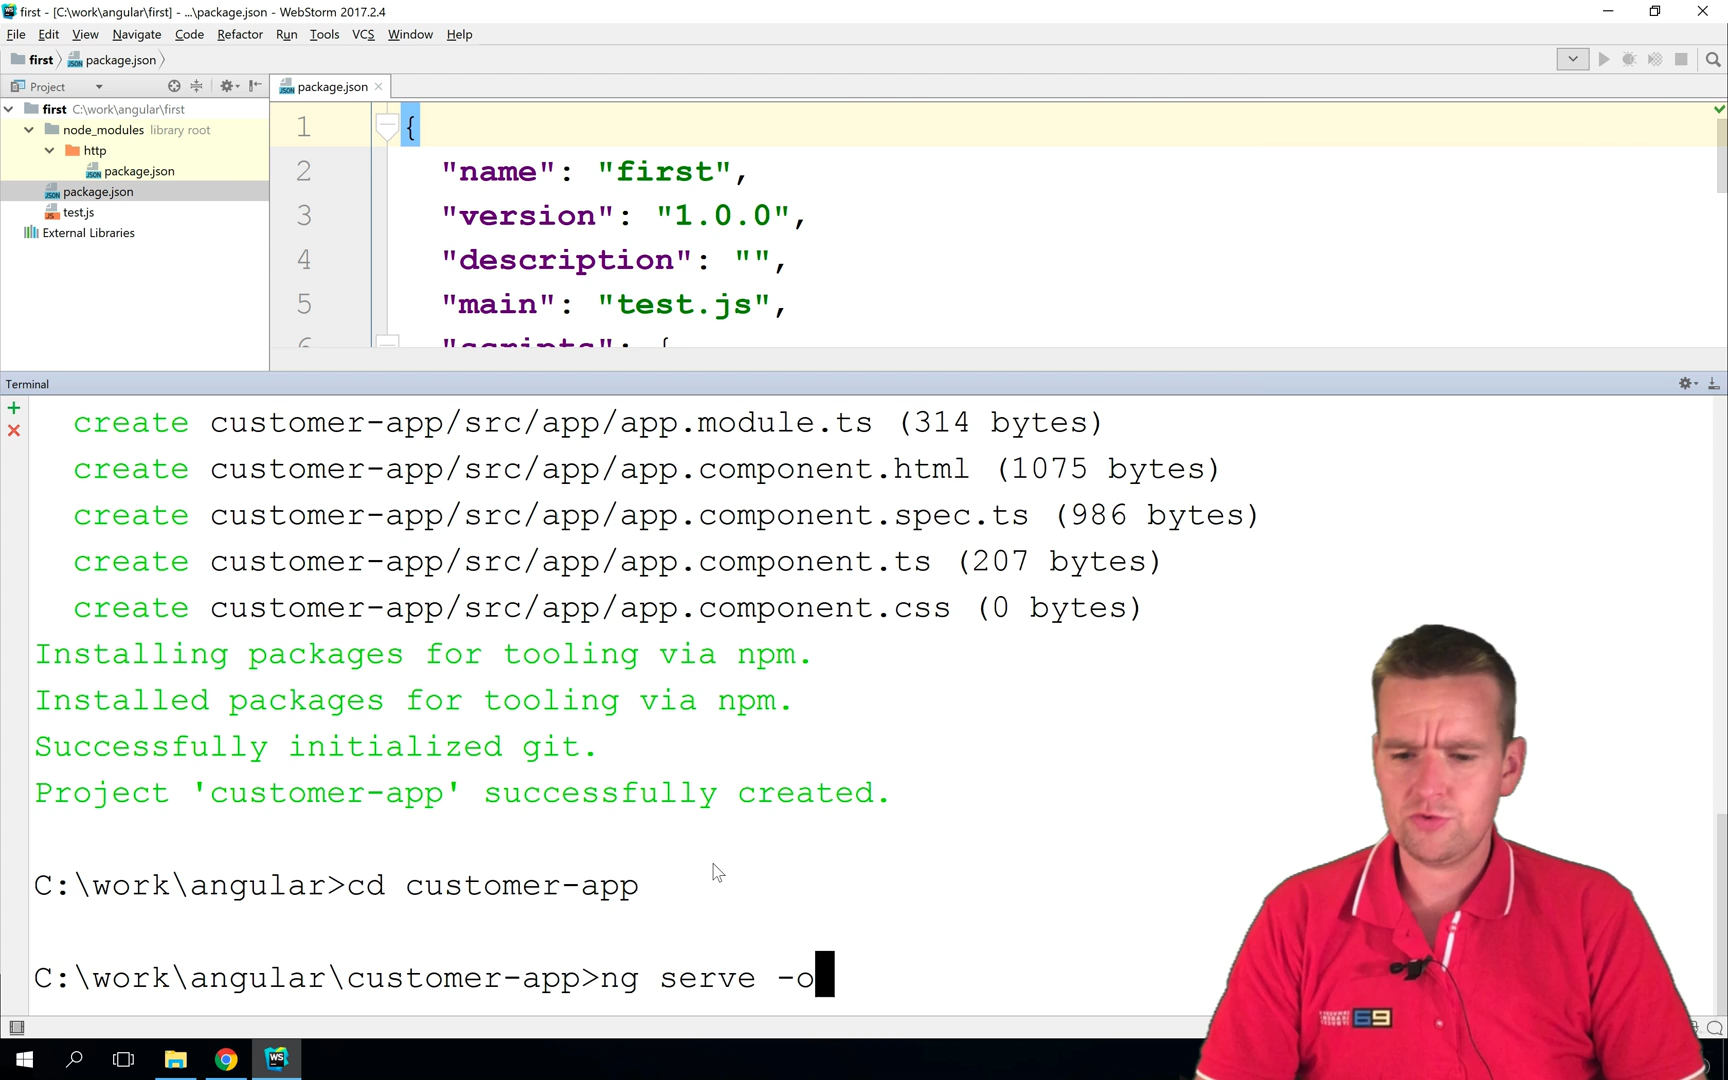 first - [C:\work\angular\first] - ...\package.json - WebStorm 2017.2.4
File Edit View Navigate Code Refactor Run Tools VCS Window Help
first package.json
Project
package.json
first C:\work\angular\first
node_modules library root
http
package.json
package.json
test.js
External Libraries
1 {
2 "name": "first",
3 "version": "1.0.0",
4 "description": "",
5 "main": "test.js",
6 "scripts": {
Terminal
create customer-app/src/app/app.module.ts (314 bytes)
create customer-app/src/app/app.component.html (1075 bytes)
create customer-app/src/app/app.component.spec.ts (986 bytes)
create customer-app/src/app/app.component.ts (207 bytes)
create customer-app/src/app/app.component.css (0 bytes)
Installing packages for tooling via npm.
Installed packages for tooling via npm.
Successfully initialized git.
Project 'customer-app' successfully created.
C:\work\angular>cd customer-app
C:\work\angular\customer-app>ng serve -o
69
WS